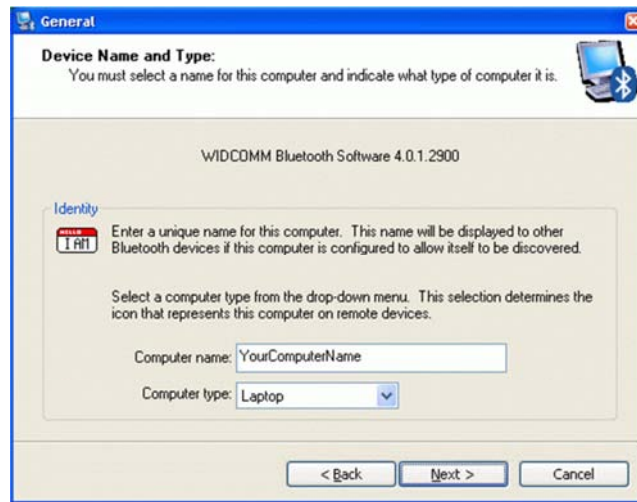 General
Device Name and Type:
You must select a name for this computer and indicate what type of computer it is.
WIDCOMM Bluetooth Software 4.0.1.2900
Identity
HELLO
I AM
Enter a unique name for this computer. This name will be displayed to other
Bluetooth devices if this computer is configured to allow itself to be discovered.
Select a computer type from the drop-down menu. This selection determines the
icon that represents this computer on remote devices.
Computer name: YourComputerName
Computer type: Laptop
< Back Next > Cancel